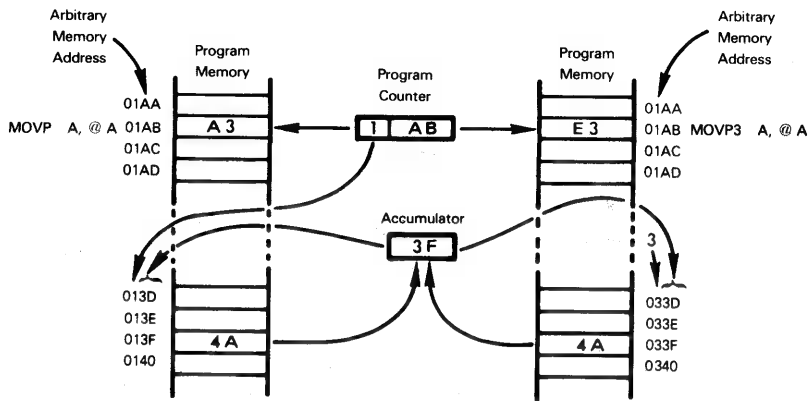 Arbitrary
Memory
Address
Program
Memory
Program
Counter
Program
Memory
Arbitrary
Memory
Address
01AA
01AA
MOVP A, @ A
01AB
A 3
1
AB
E 3
01AB
MOVP3 A, @ A
01AC
01AC
01AD
01AD
Accumulator
3 F
3
013D
033D
013E
033E
013F
4 A
4 A
033F
0140
0340